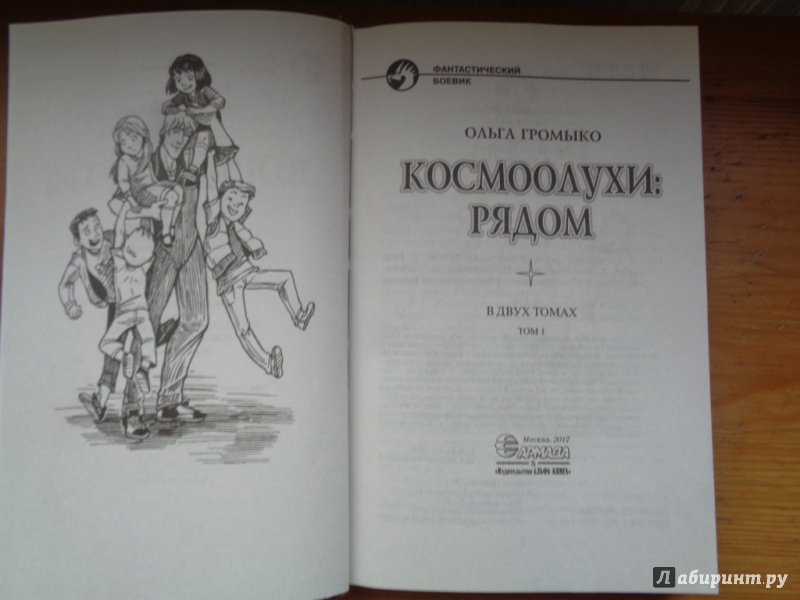 ФАНТАСТИЧЕСКИЙ
БОЕВИК
ОЛЬГА ГРОМЫКО
КОСМООЛУХИ:
РЯДОМ
В ДВУХ ТОМАХ
ТОМ 1
Москва, 2017
АРМАДА
&
«Издательство АЛЬФА-КНИГА»
Лабиринт.ру